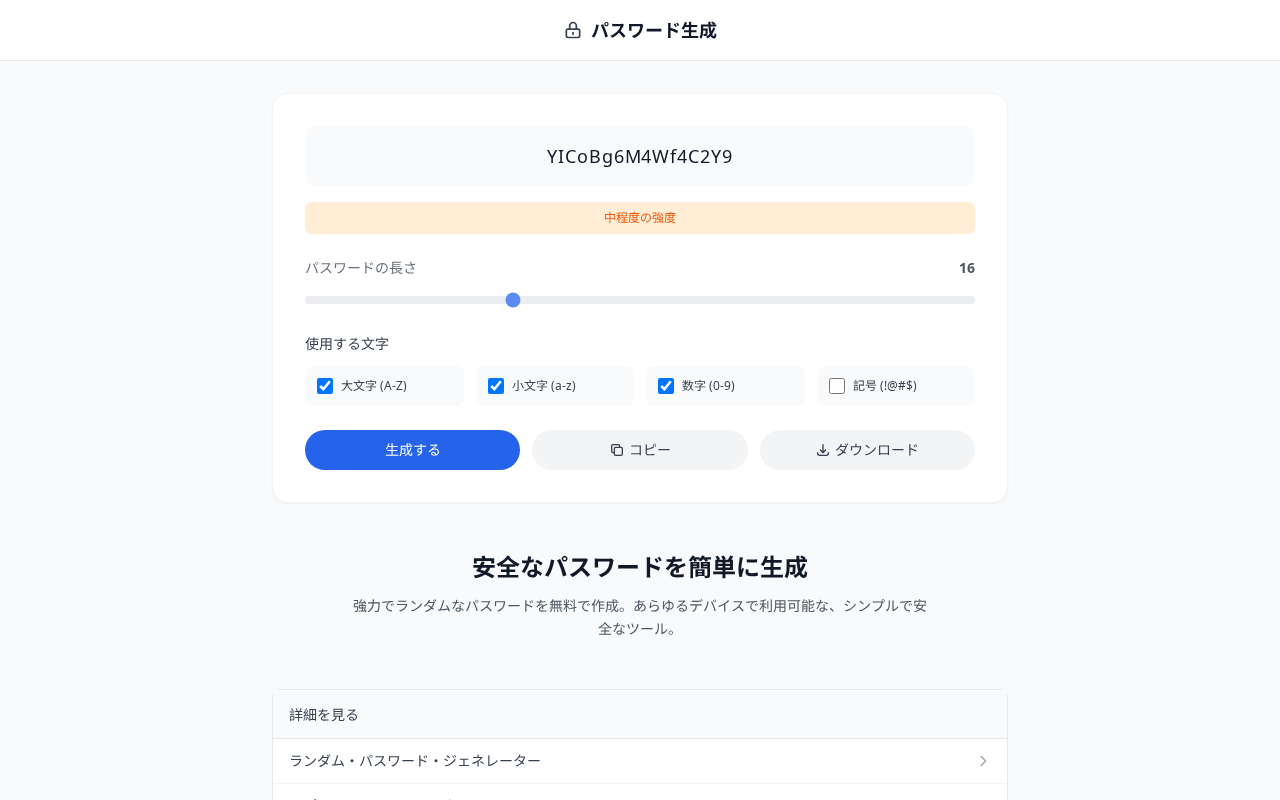 パスワード生成
YICoBg6M4Wf4C2Y9
中程度の強度
パスワードの長さ 16
使用する文字
大文字 (A-Z) 小文字 (a-z) 数字 (0-9) 記号 (!@#$)
生成する コピー ダウンロード
安全なパスワードを簡単に生成
強力でランダムなパスワードを無料で作成。あらゆるデバイスで利用可能な、シンプルで安
全なツール。
詳細を見る
ランダム・パスワード・ジェネレーター